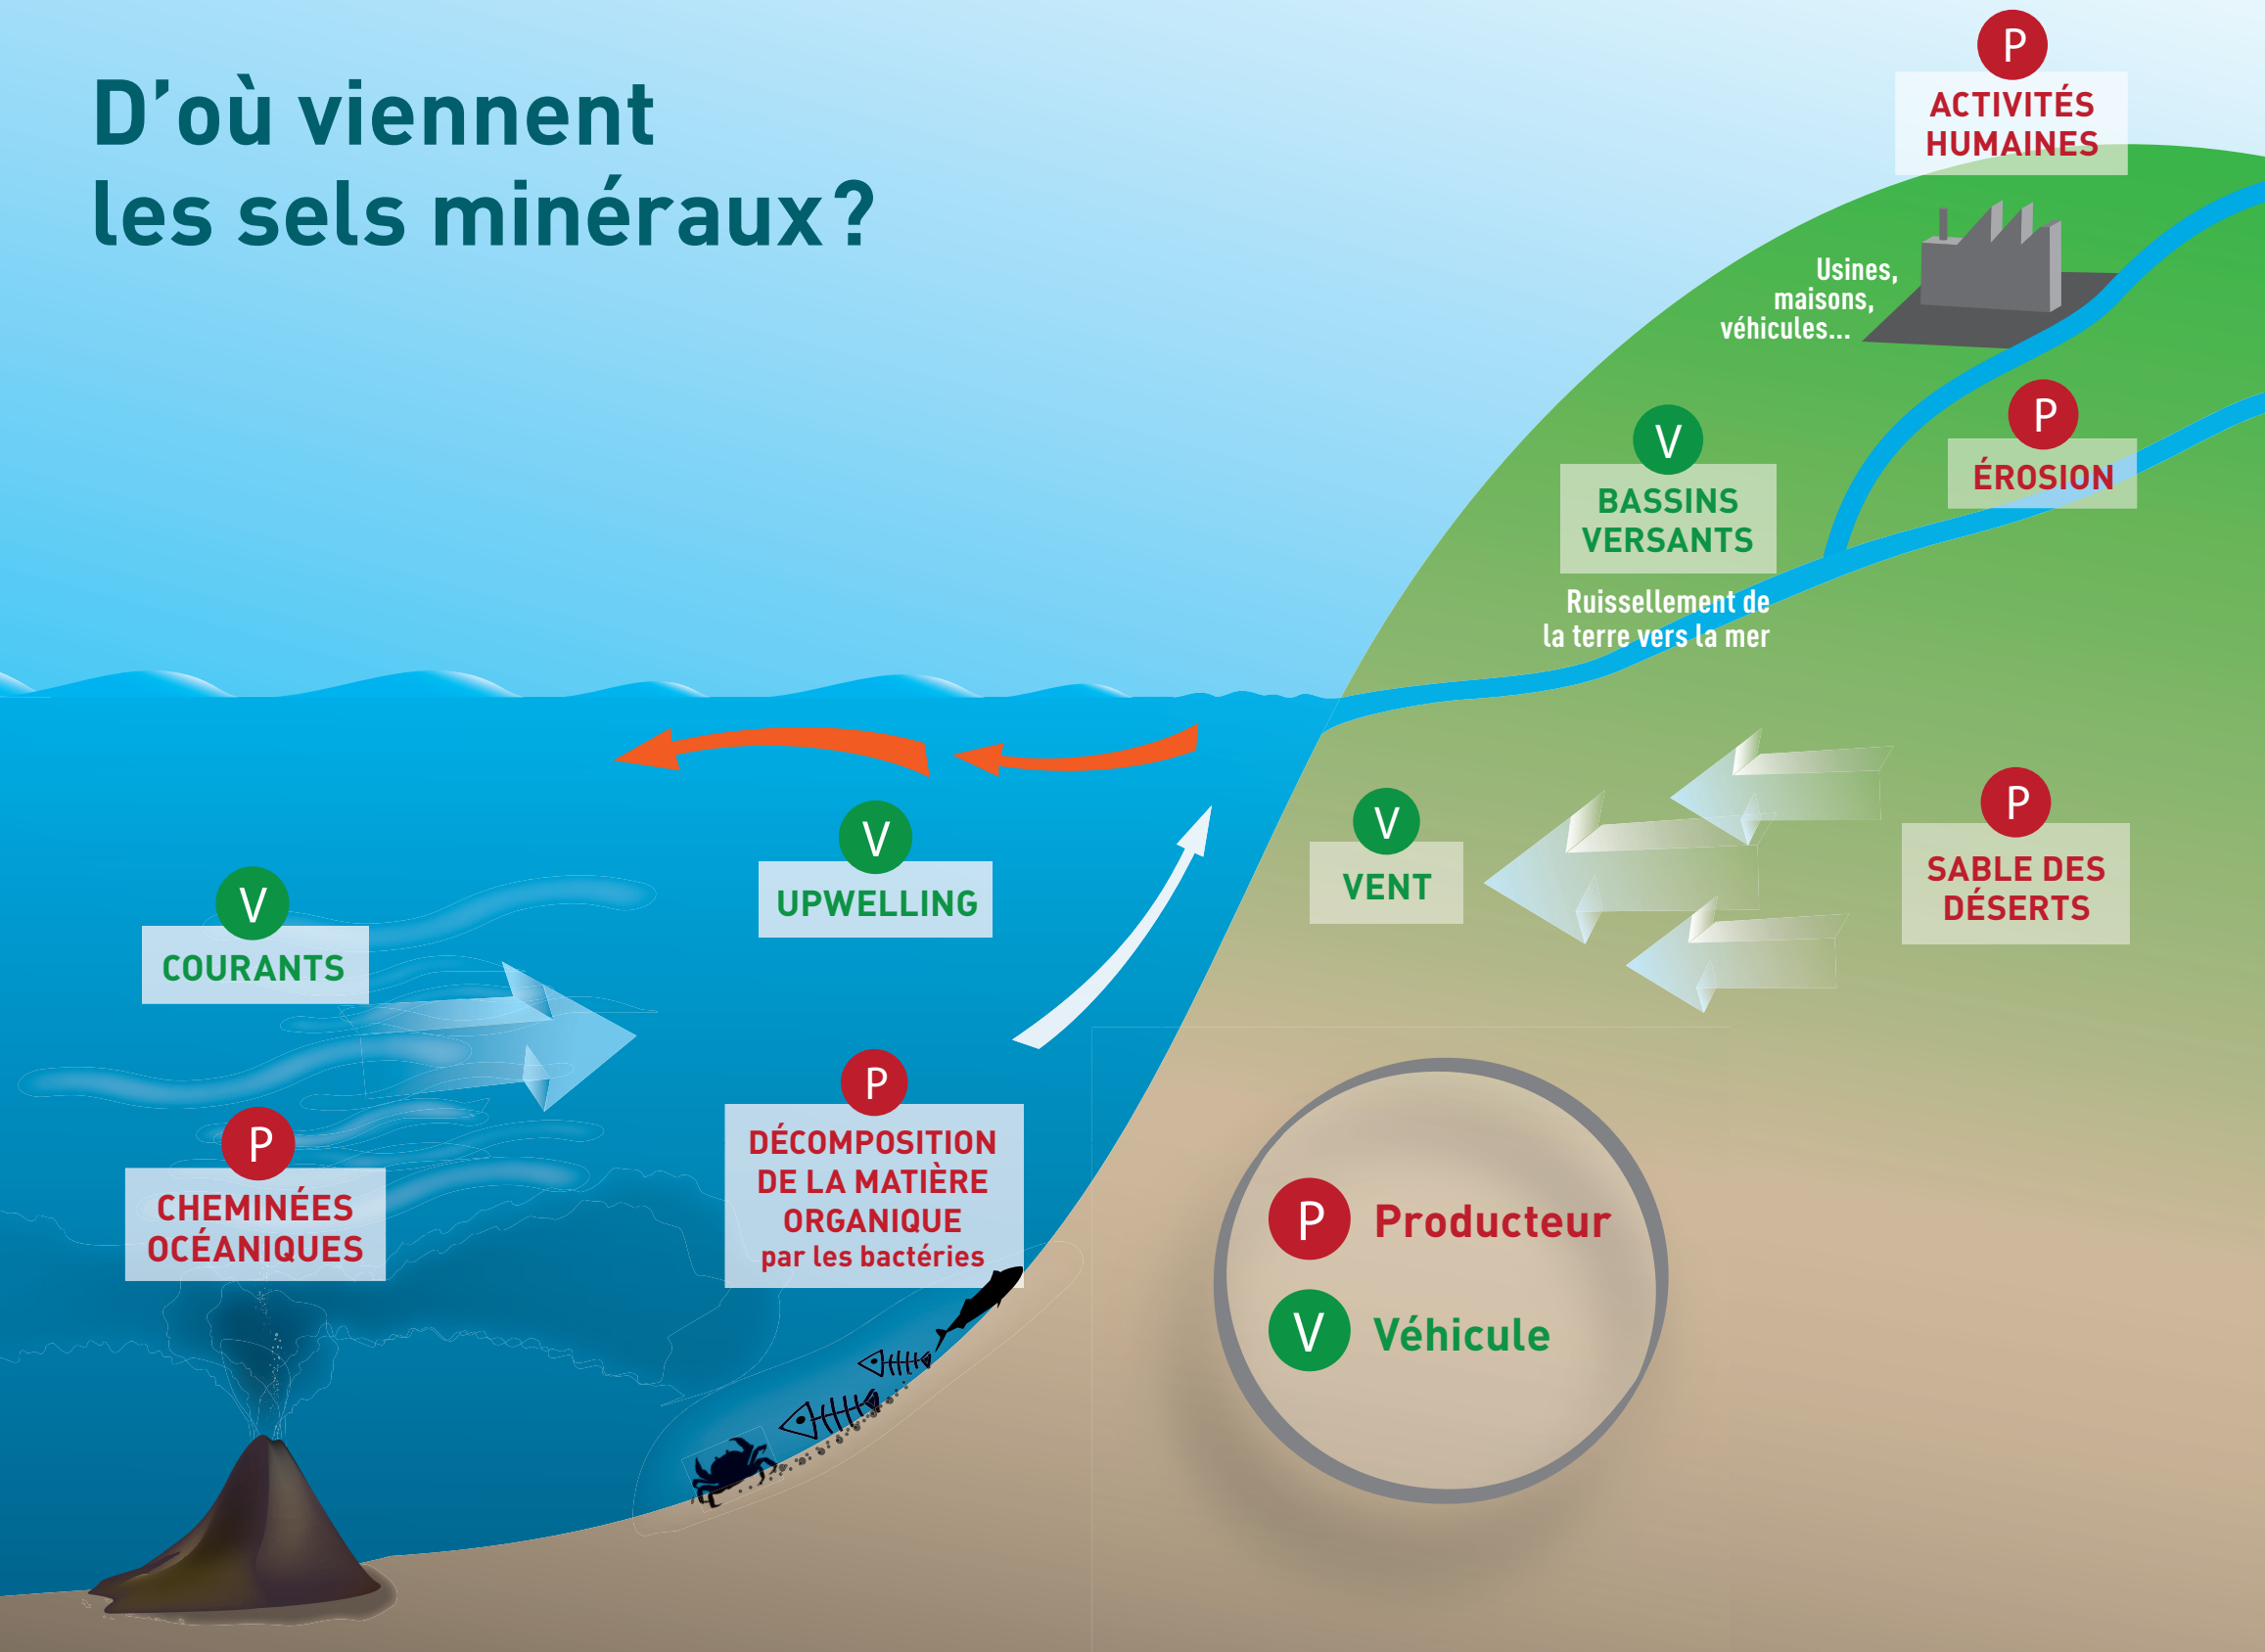 D’où viennent
les sels minéraux ?
P
ACTIVITÉS
HUMAINES
Usines,
maisons,
véhicules...
P
ÉROSION
V
BASSINS
VERSANTS
Ruissellement de
la terre vers la mer
V
VENT
P
SABLE DES
DÉSERTS
V
UPWELLING
V
COURANTS
P
CHEMINÉES
OCÉANIQUES
P
DÉCOMPOSITION
DE LA MATIÈRE
ORGANIQUE
par les bactéries
P Producteur
V Véhicule